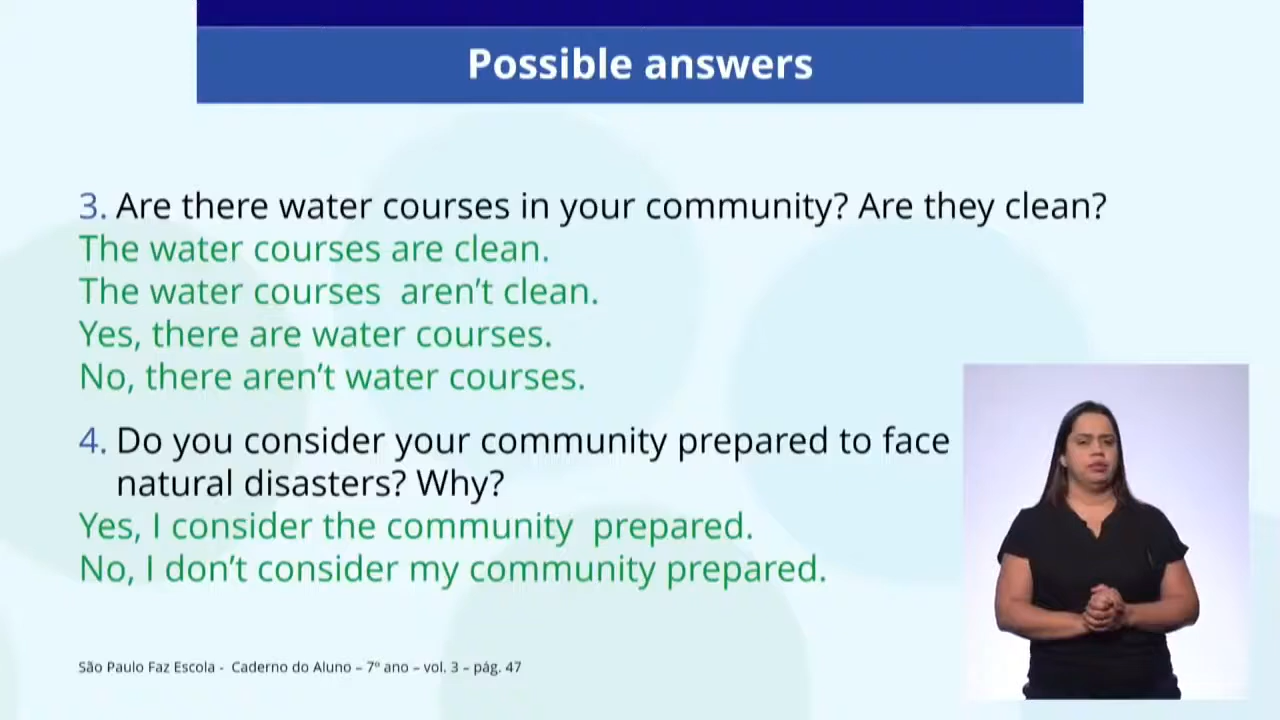 Possible answers
3. Are there water courses in your community? Are they clean?
The water courses are clean.
The water courses aren't clean.
Yes, there are water courses.
No, there aren't water courses.
4. Do you consider your community prepared to face
natural disasters? Why?
Yes, I consider the community prepared.
No, I don't consider my community prepared.
São Paulo Faz Escola - Caderno do Aluno – 7º ano – vol. 3 – pág. 47